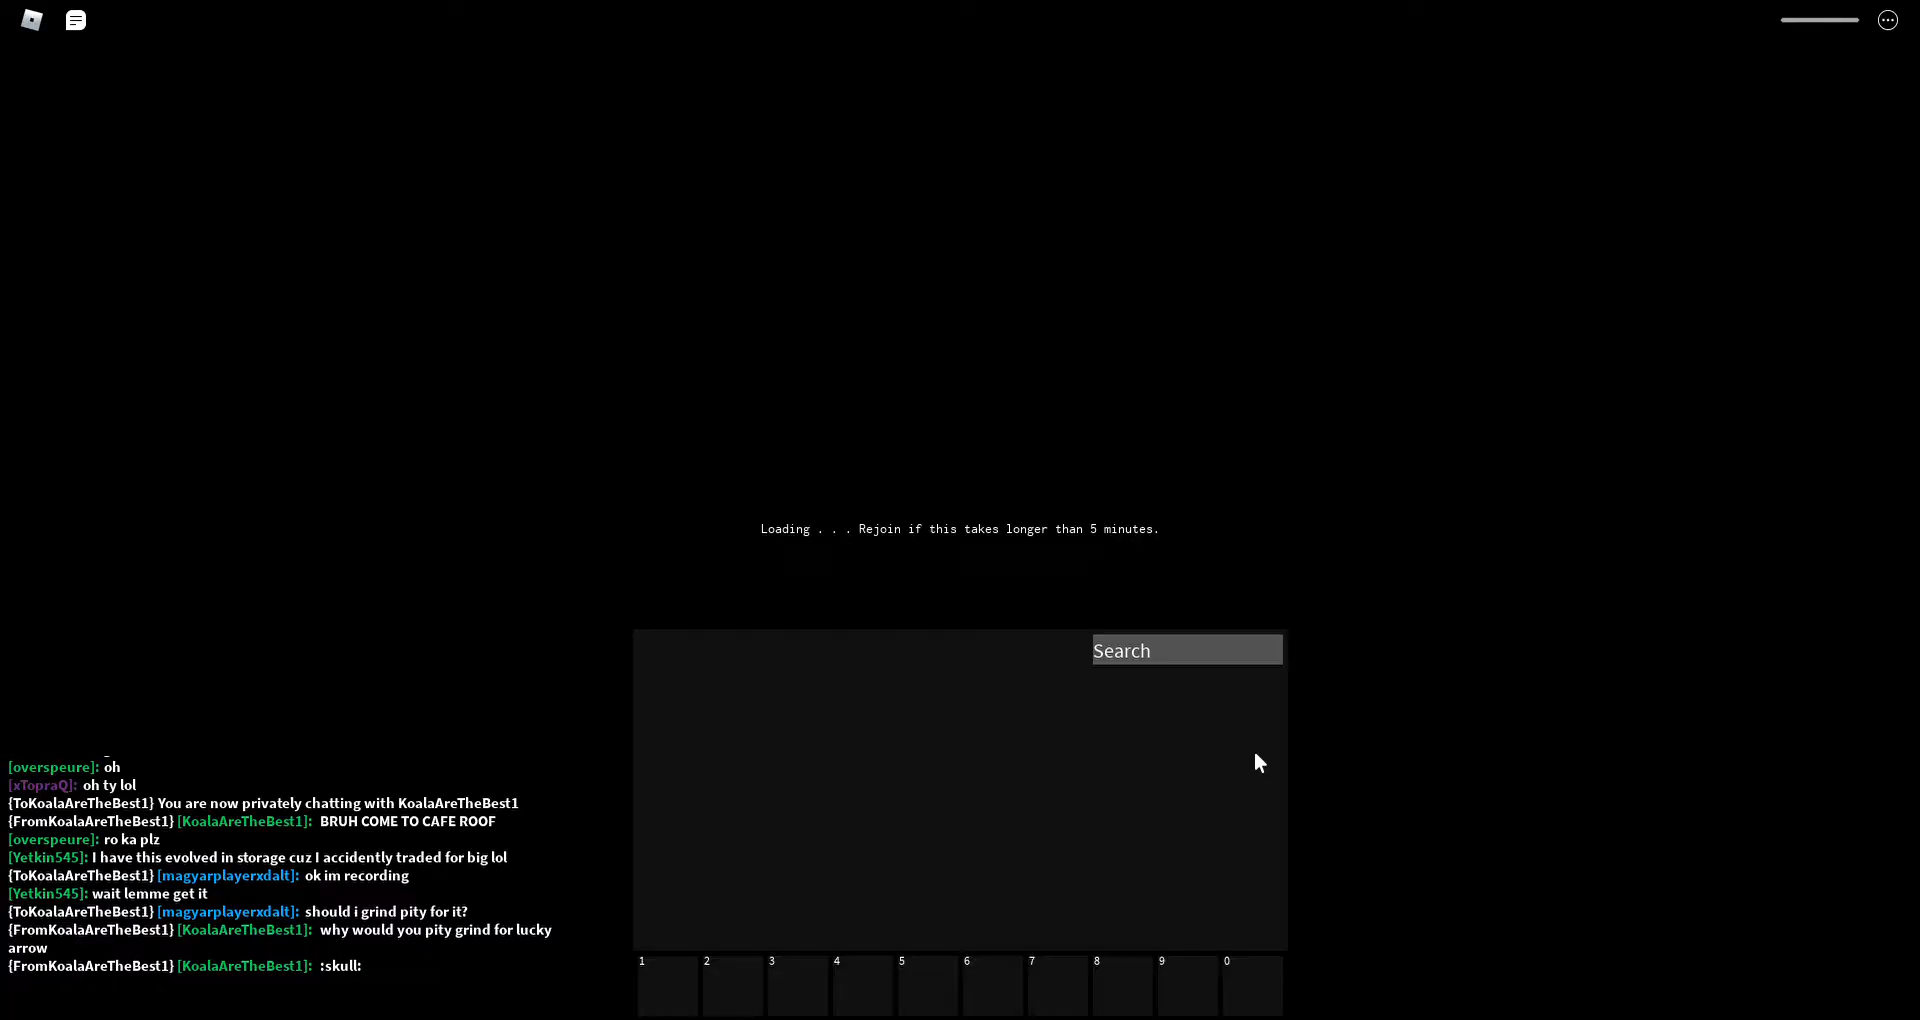 Loading . . . Rejoin if this takes longer than 5 minutes.
Search
[overspeure]: oh
[xTopraQ]: oh ty lol
{ToKoalaAreTheBest1} You are now privately chatting with KoalaAreTheBest1
{FromKoalaAreTheBest1} [KoalaAreTheBest1]: BRUH COME TO CAFE ROOF
[overspeure]: ro ka plz
[Yetkin545]: I have this evolved in storage cuz I accidently traded for big lol
{ToKoalaAreTheBest1} [magyarplayerxdalt]: ok im recording
[Yetkin545]: wait lemme get it
{ToKoalaAreTheBest1} [magyarplayerxdalt]: should i grind pity for it?
{FromKoalaAreTheBest1} [KoalaAreTheBest1]: why would you pity grind for lucky
arrow
{FromKoalaAreTheBest1} [KoalaAreTheBest1]: :skull:
1 2 3 4 5 6 7 8 9 0